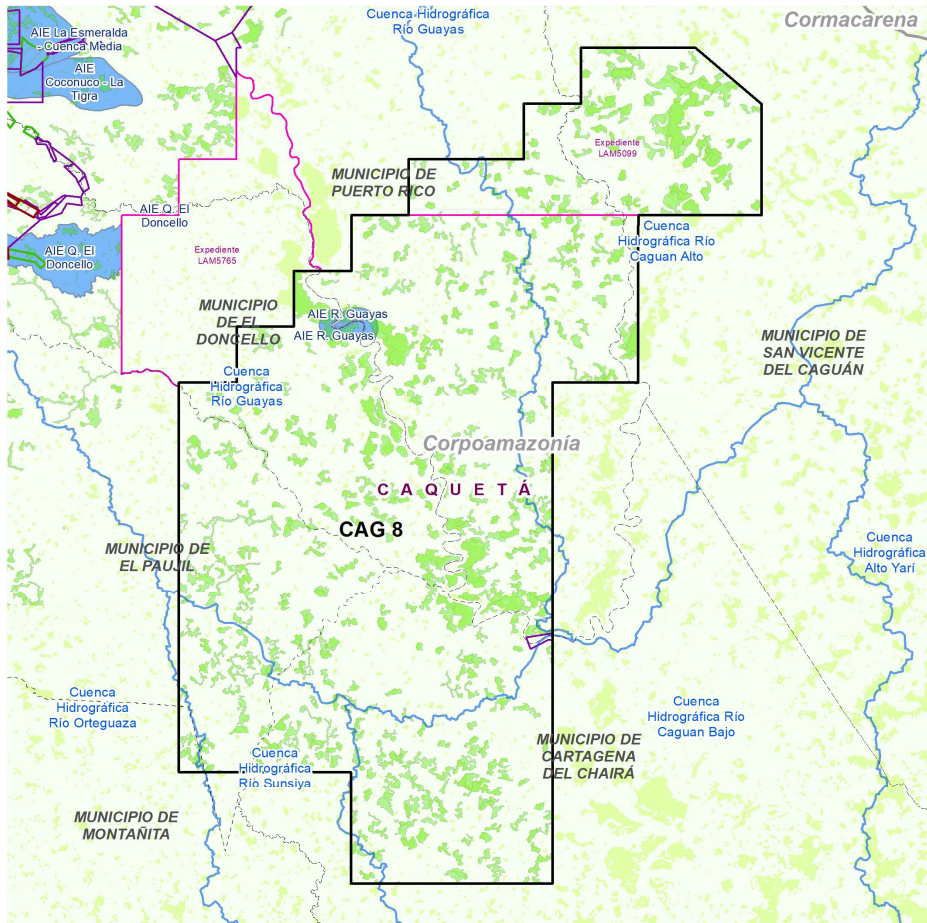 Cuenca Hidrográfica
Río Guayas
Cormacarena
AIE La Esmeralda
- Cuenca Media
AIE
Coconuco - La
Tigra
Expediente
LAM5099
MUNICIPIO DE
PUERTO RICO
AIE Q. El
Doncello
AIE Q. El
Doncello
Expediente
LAM5765
Cuenca
Hidrográfica Río
Caguan Alto
MUNICIPIO
DE EL
DONCELLO
AIE R. Guayas
AIE R. Guayas
MUNICIPIO DE
SAN VICENTE
DEL CAGUÁN
Cuenca
Hidrográfica
Río Guayas
Corpoamazonía
C A Q U E T Á
CAG 8
MUNICIPIO DE
EL PAUJIL
Cuenca
Hidrográfica
Alto Yarí
Cuenca
Hidrográfica
Río Orteguaza
Cuenca
Hidrográfica Río
Caguan Bajo
MUNICIPIO DE
CARTAGENA
DEL CHAIRÁ
Cuenca
Hidrográfica
Río Sunsiya
MUNICIPIO DE
MONTAÑITA